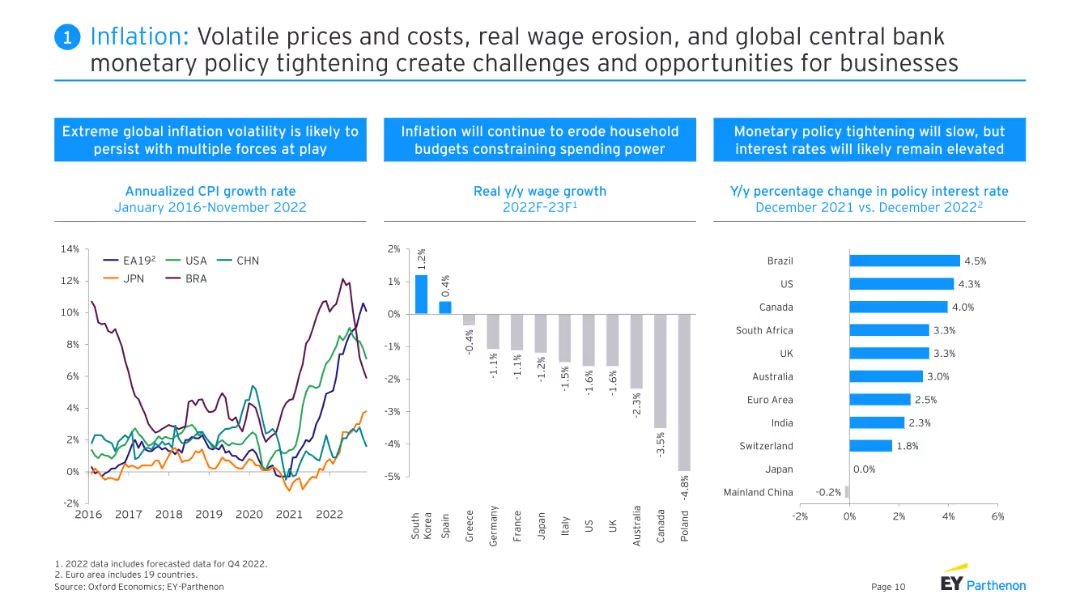 1 Inflation: Volatile prices and costs, real wage erosion, and global central bank
monetary policy tightening create challenges and opportunities for businesses
Extreme global inflation volatility is likely to
persist with multiple forces at play
Annualized CPI growth rate
January 2016–November 2022
14%
12%
10%
8%
6%
4%
2%
0%
-2%
EA19²
USA
CHN
JPN
BRA
2016
2017
2018
2019
2020
2021
2022
Inflation will continue to erode household
budgets constraining spending power
Real y/y wage growth
2022F–23F¹
2%
1%
0%
-1%
-2%
-3%
-4%
-5%
1.2%
0.4%
-0.4%
-1.1%
-1.1%
-1.2%
-1.5%
-1.6%
-1.6%
-2.3%
-3.5%
-4.8%
South
Korea
Spain
Greece
Germany
France
Japan
Italy
US
UK
Australia
Canada
Poland
Monetary policy tightening will slow, but
interest rates will likely remain elevated
Y/y percentage change in policy interest rate
December 2021 vs. December 2022²
Brazil 4.5%
US 4.3%
Canada 4.0%
South Africa 3.3%
UK 3.3%
Australia 3.0%
Euro Area 2.5%
India 2.3%
Switzerland 1.8%
Japan 0.0%
Mainland China -0.2%
-2%
0%
2%
4%
6%
1. 2022 data includes forecasted data for Q4 2022.
2. Euro area includes 19 countries.
Source: Oxford Economics; EY-Parthenon
Page 10
EY Parthenon